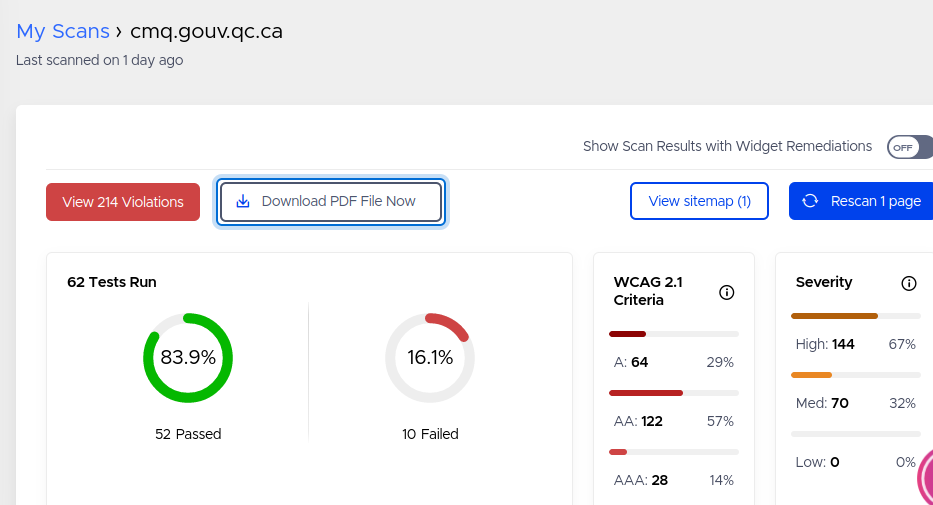 My Scans › cmq.gouv.qc.ca
Last scanned on 1 day ago
Show Scan Results with Widget Remediations
OFF
View 214 Violations
Download PDF File Now
View sitemap (1)
Rescan 1 page
62 Tests Run
83.9%
52 Passed
16.1%
10 Failed
WCAG 2.1
Criteria
A: 64 29%
AA: 122 57%
AAA: 28 14%
Severity
High: 144 67%
Med: 70 32%
Low: 0 0%